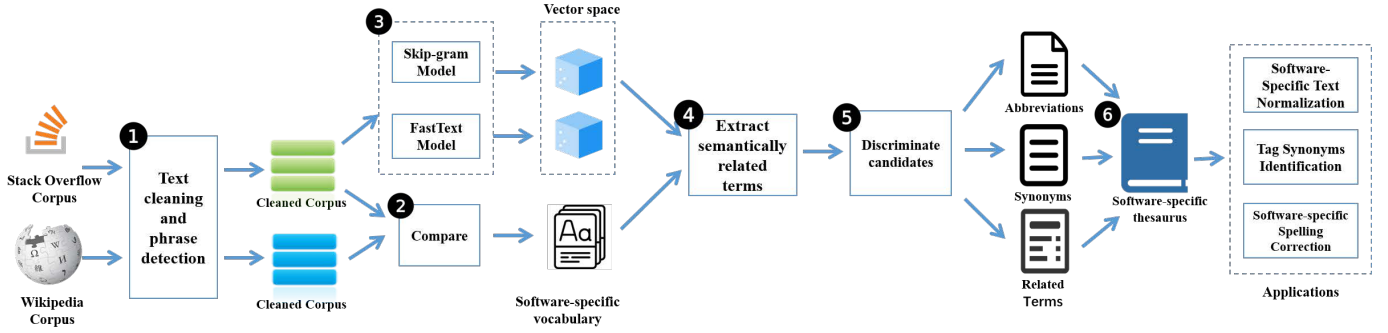 Stack Overflow
Corpus
Wikipedia
Corpus
1
Text
cleaning
and
phrase
detection
Cleaned Corpus
Cleaned Corpus
3
Skip-gram
Model
FastText
Model
2
Compare
Vector space
Aa
Software-specific
vocabulary
4
Extract
semantically
related
terms
5
Discriminate
candidates
Abbreviations
Synonyms
Related
Terms
6
Software-specific
thesaurus
Software-
Specific Text
Normalization
Tag Synonyms
Identification
Software-specific
Spelling
Correction
Applications